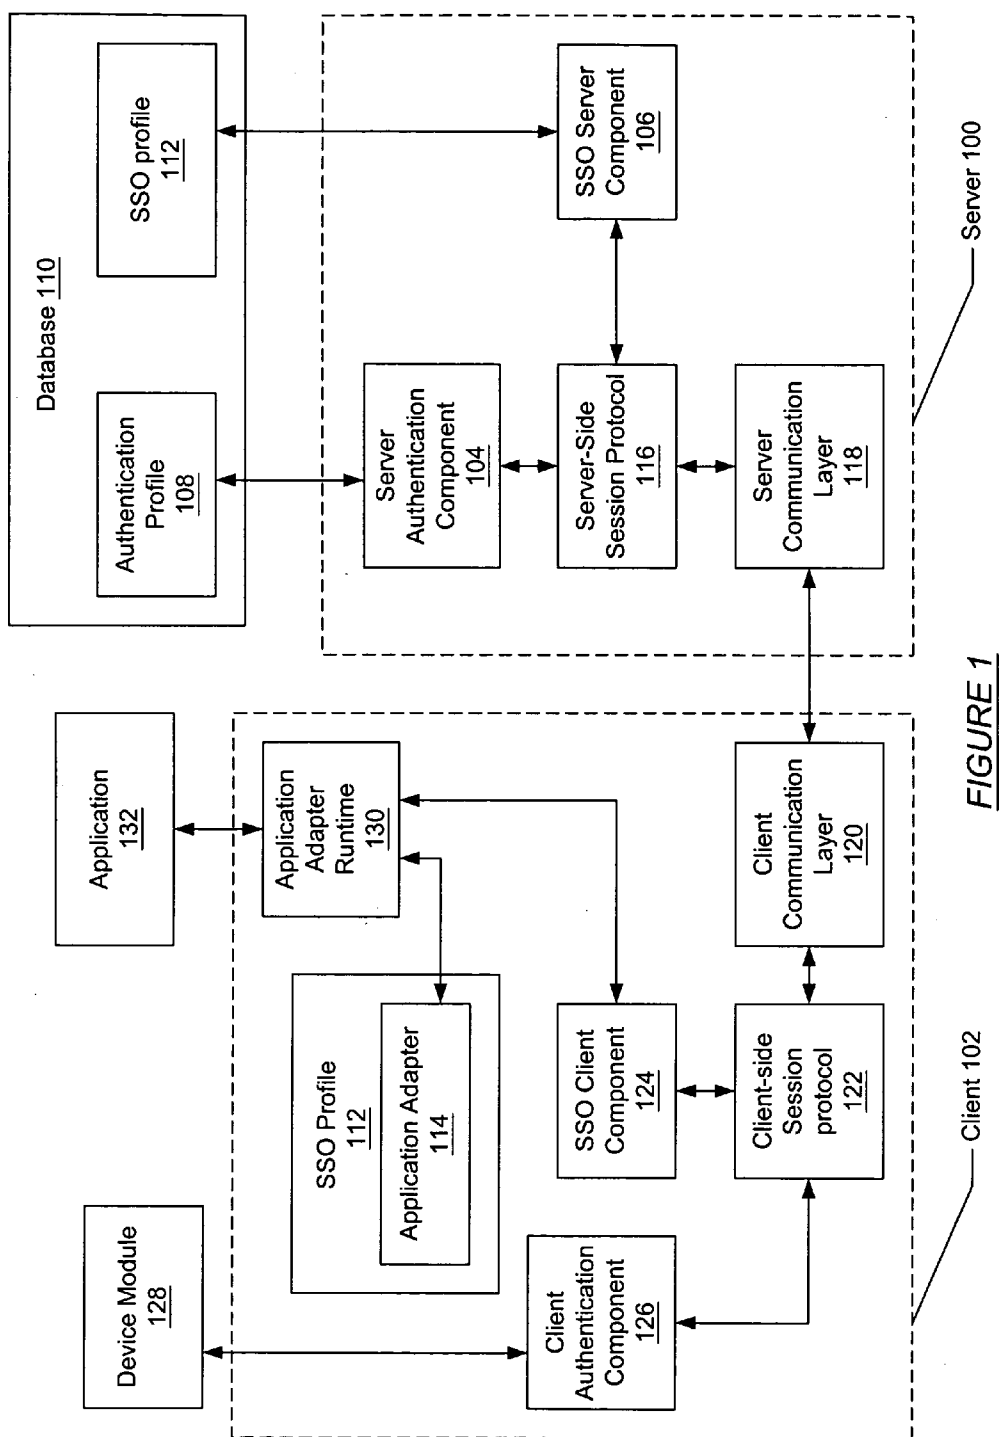 Device Module
128
Application
132
Database 110
Authentication
Profile
108
SSO profile
112
SSO Profile
112
Application Adapter
114
Application
Adapter
Runtime
130
Client
Authentication
Component
126
SSO Client
Component
124
Client-side
Session
protocol
122
Client
Communication
Layer
120
Server
Authentication
Component
104
Server-Side
Session Protocol
116
SSO Server
Component
106
Server
Communication
Layer
118
Client 102
Server 100
FIGURE 1